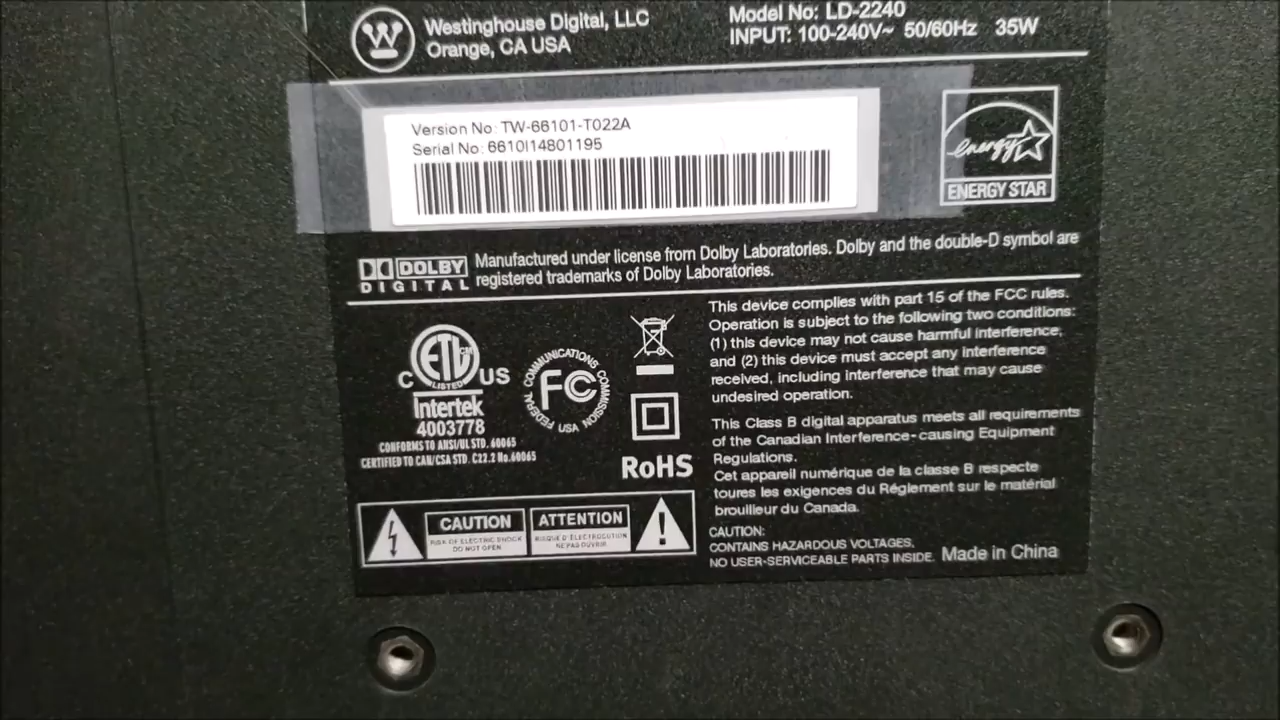 Westinghouse Digital, LLC
Orange, CA USA
Model No: LD-2240
INPUT: 100-240V~ 50/60Hz 35W
Version No: TW-66101-T022A
Serial No: 6610I14801195
energy
ENERGY STAR
DOLBY
DIGITAL
Manufactured under license from Dolby Laboratories. Dolby and the double-D symbol are
registered trademarks of Dolby Laboratories.
ETL CM
LISTED
C US
Intertek
4003778
CONFORMS TO ANSI/UL STD. 60065
CERTIFIED TO CAN/CSA STD. C22.2 No.60065
FEDERAL COMMUNICATIONS COMMISSION
FC
USA
RoHS
This device complies with part 15 of the FCC rules.
Operation is subject to the following two conditions:
(1) this device may not cause harmful interference,
and (2) this device must accept any interference
received, including interference that may cause
undesired operation.
This Class B digital apparatus meets all requirements
of the Canadian Interference-causing Equipment
Regulations.
Cet appareil numérique de la classe B respecte
toures les exigences du Réglement sur le matérial
brouilleur du Canada.
CAUTION:
CONTAINS HAZARDOUS VOLTAGES,
NO USER-SERVICEABLE PARTS INSIDE. Made in China
CAUTION
RISK OF ELECTRIC SHOCK
DO NOT OPEN
ATTENTION
RISQUE D'ELECTROCUTION
NE PAS OUVRIR